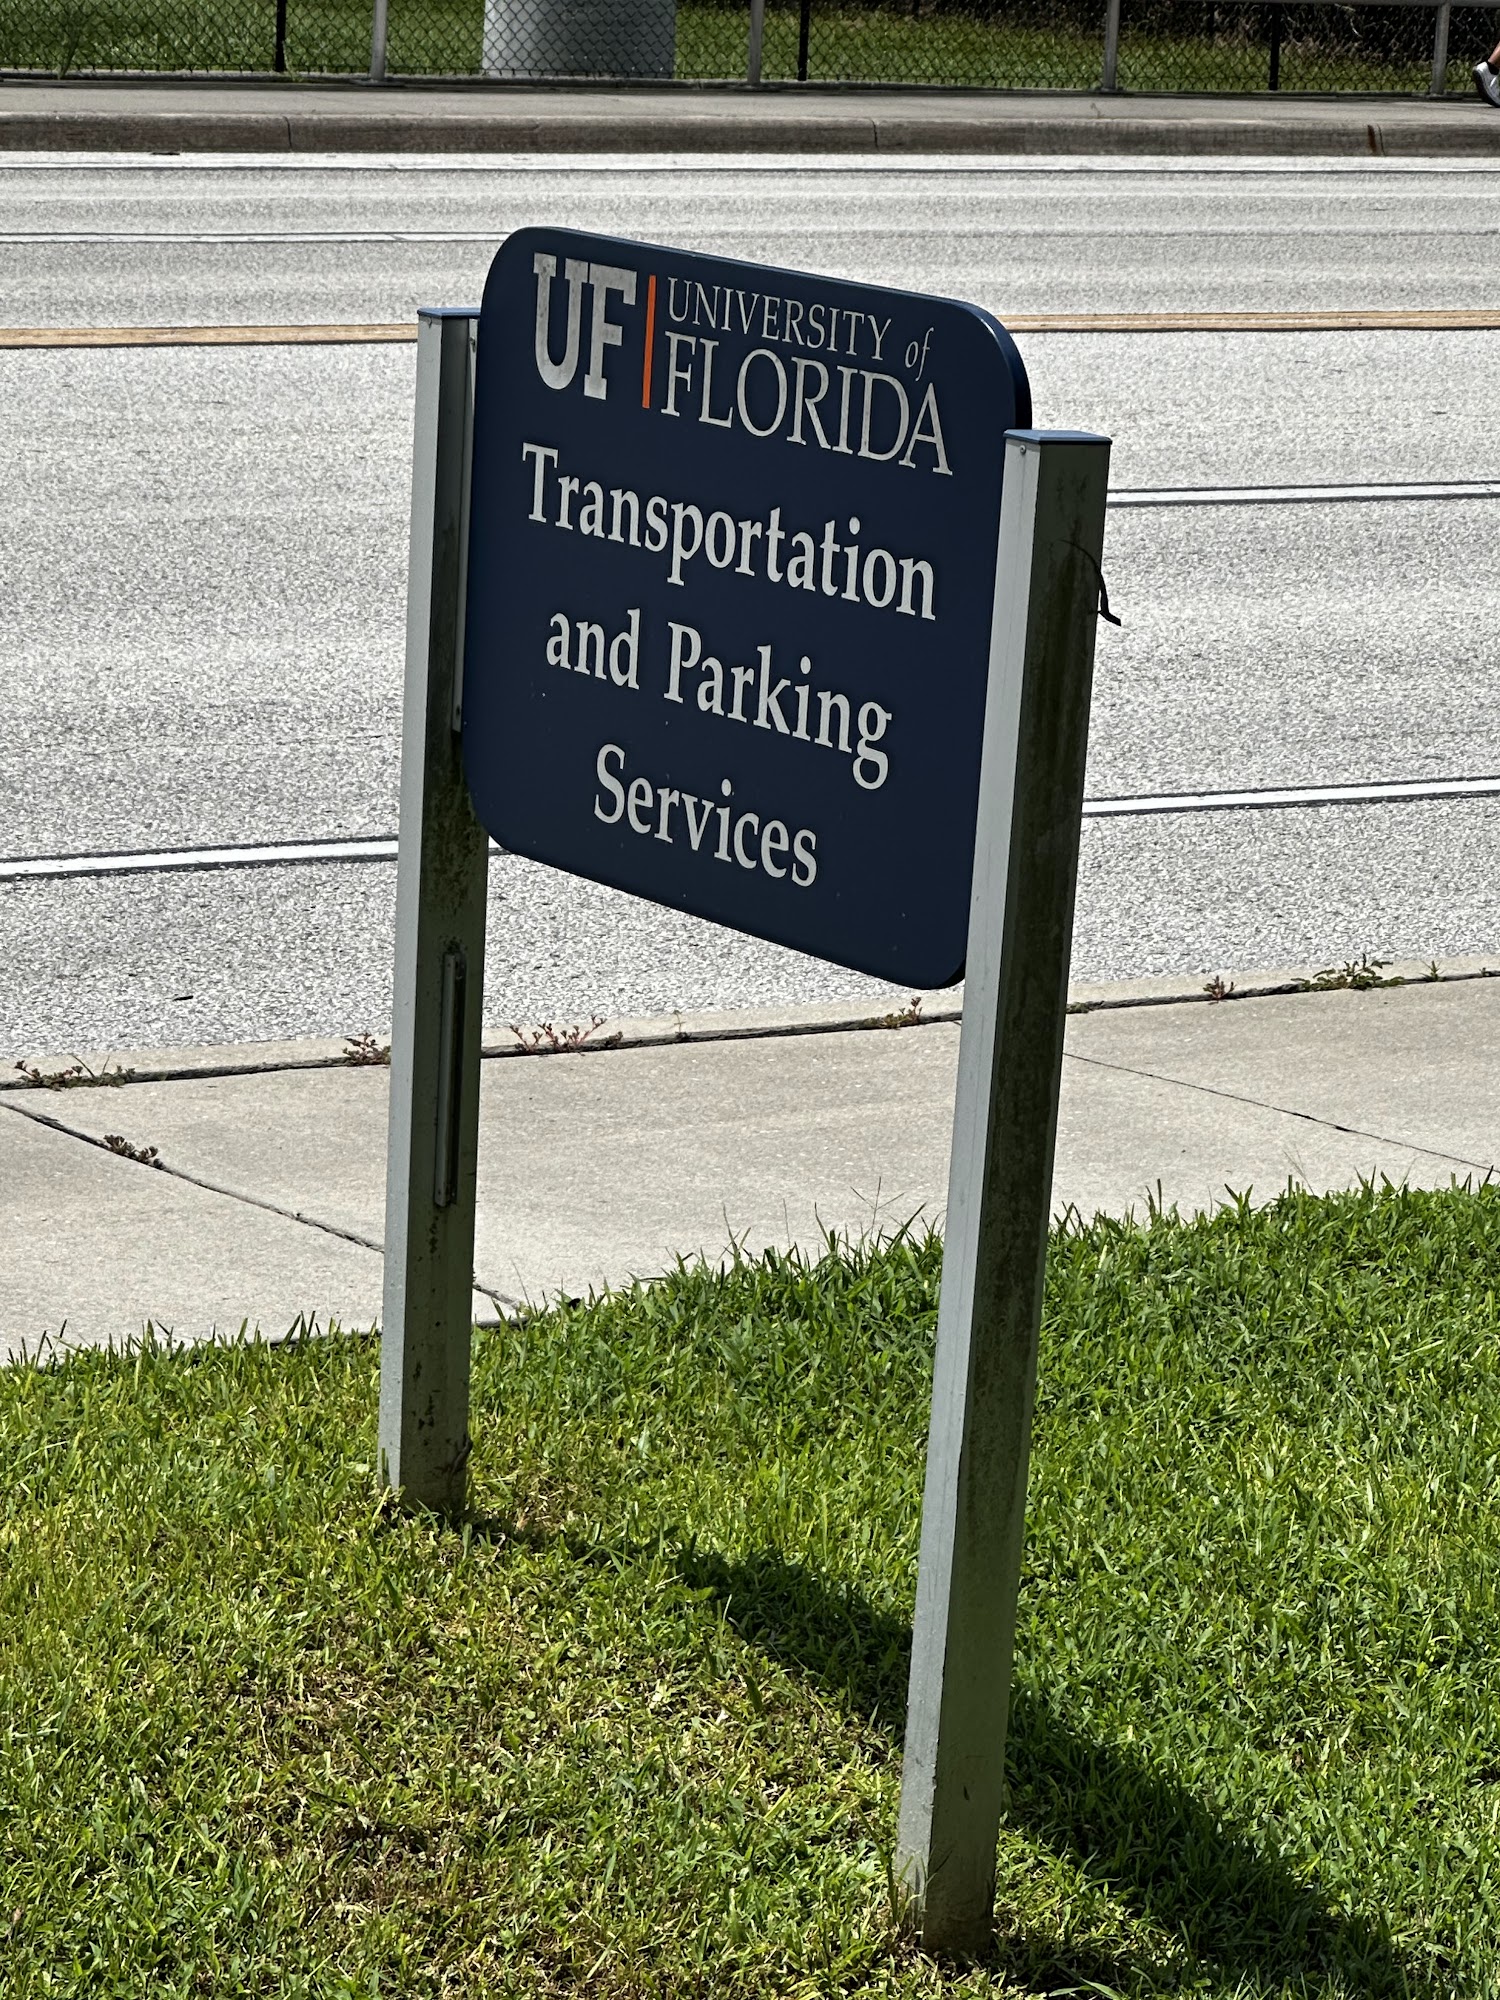 UF UNIVERSITY of
FLORIDA
Transportation
and Parking
Services